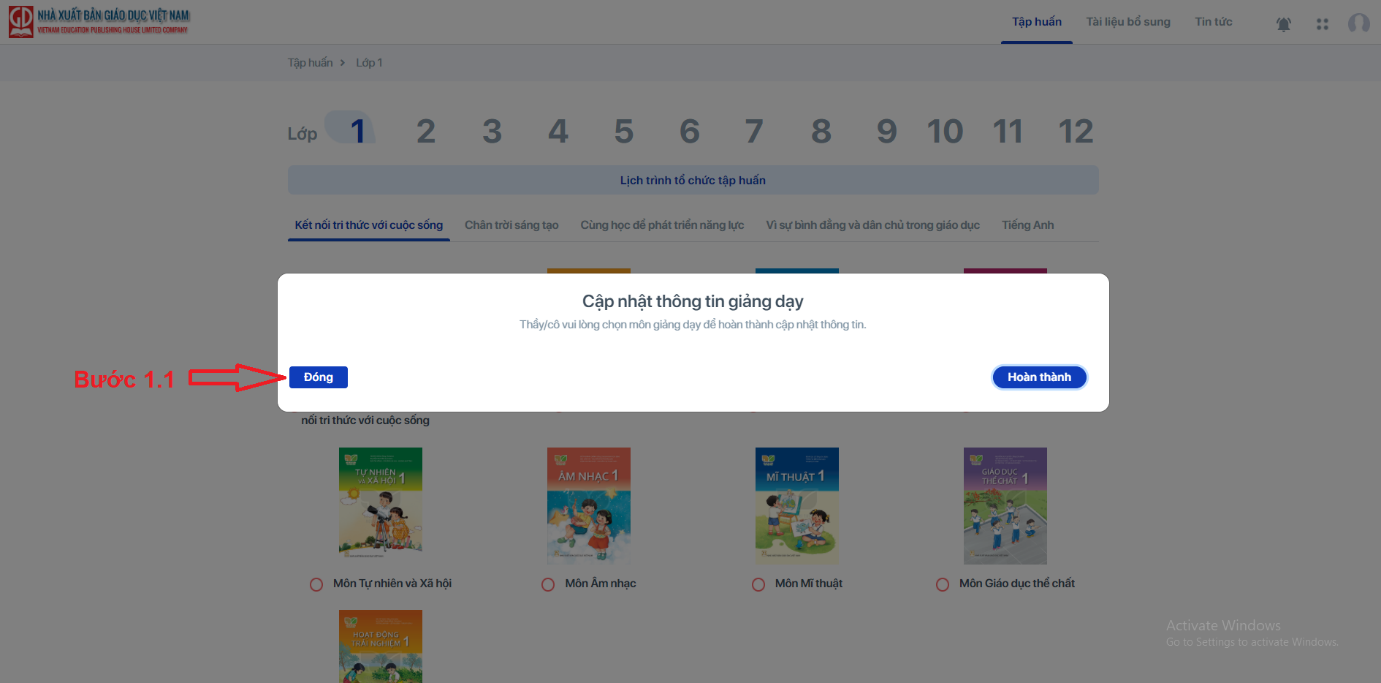 NHÀ XUẤT BẢN GIÁO DỤC VIỆT NAM
VIETNAM EDUCATION PUBLISHING HOUSE LIMITED COMPANY
Tập huấn Tài liệu bổ sung Tin tức
Tập huấn > Lớp 1
Lớp 1 2 3 4 5 6 7 8 9 10 11 12
Lịch trình tổ chức tập huấn
Kết nối tri thức với cuộc sống Chân trời sáng tạo Cùng học để phát triển năng lực Vì sự bình đẳng và dân chủ trong giáo dục Tiếng Anh
Cập nhật thông tin giảng dạy
Thầy/cô vui lòng chọn môn giảng dạy để hoàn thành cập nhật thông tin.
Bước 1.1
Đóng Hoàn thành
nối tri thức với cuộc sống
TỰ NHIÊN
VÀ XÃ HỘI 1
ÂM NHẠC 1
MĨ THUẬT 1
GIÁO DỤC
THỂ CHẤT 1
Môn Tự nhiên và Xã hội Môn Âm nhạc Môn Mĩ thuật Môn Giáo dục thể chất
HOẠT ĐỘNG
TRẢI NGHIỆM 1
Activate Windows
Go to Settings to activate Windows.